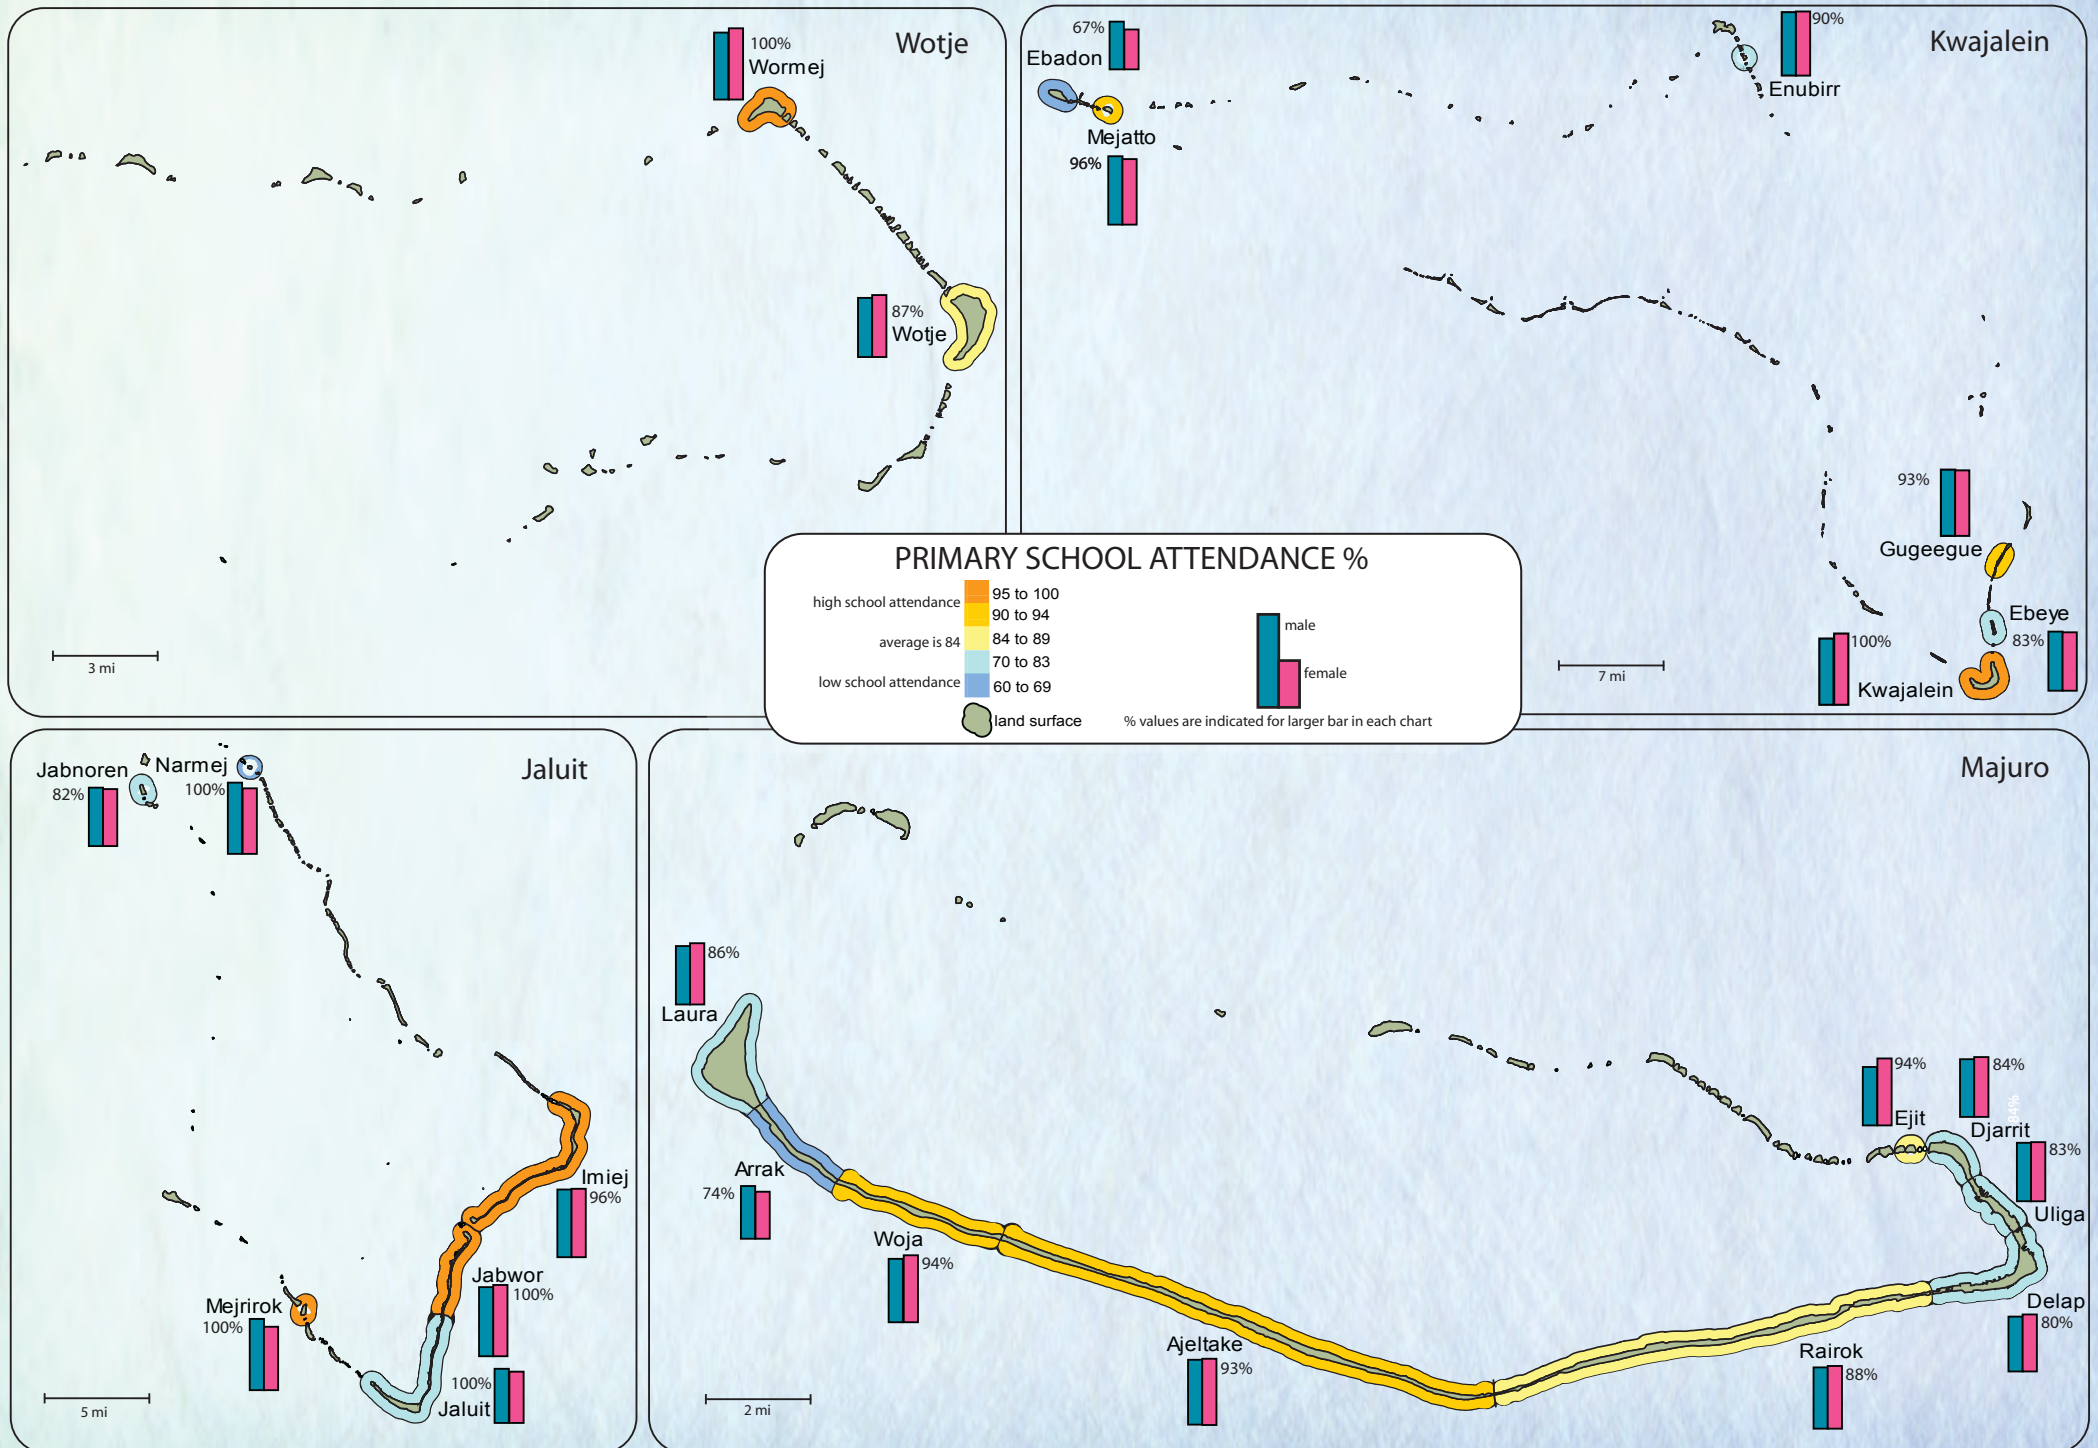 Wotje
100%
Wormej
87%
Wotje
3 mi
Kwajalein
67%
Ebadon
Mejatto
96%
90%
Enubirr
93%
Gugeegue
Ebeye
83%
100%
Kwajalein
7 mi
PRIMARY SCHOOL ATTENDANCE %
high school attendance
average is 84
low school attendance
95 to 100
90 to 94
84 to 89
70 to 83
60 to 69
land surface
male
female
% values are indicated for larger bar in each chart
Jaluit
Jabnoren
82%
Narmej
100%
Imiej
96%
Jabwor
100%
Mejrirok
100%
100%
Jaluit
5 mi
Majuro
86%
Laura
Arrak
74%
Woja
94%
Ajeltake
93%
Rairok
88%
94%
Ejit
84%
84%
Djarrit
83%
Uliga
Delap
80%
2 mi